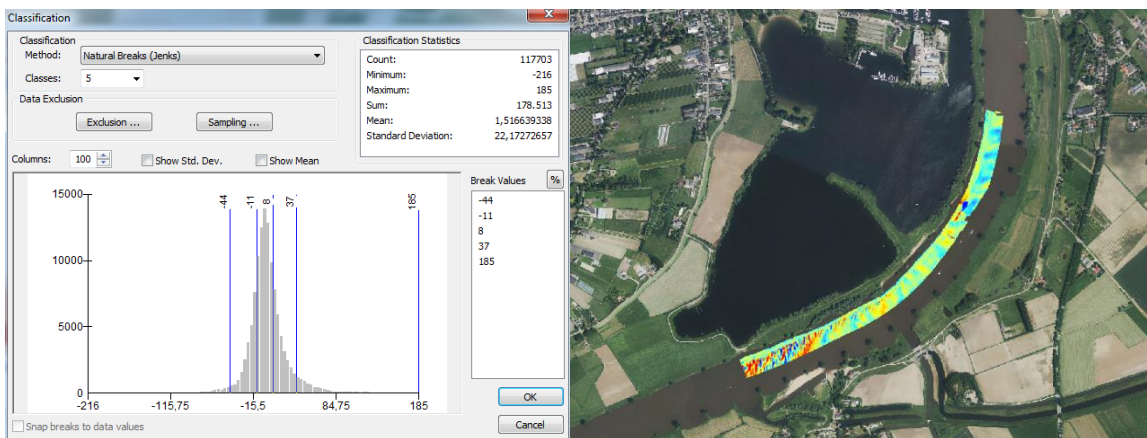 Classification
Classification
Method:
Natural Breaks (Jenks)
Classes:
5
Data Exclusion
Exclusion ...
Sampling ...
Classification Statistics
Count: 117703
Minimum: -216
Maximum: 185
Sum: 178.513
Mean: 1,516639338
Standard Deviation: 22,17272657
Columns:
100
Show Std. Dev.
Show Mean
Break Values
%
-44
-11
8
37
185
15000
10000
5000
0
-44
-11
8
37
185
-216
-115,75
-15,5
84,75
185
OK
Cancel
Snap breaks to data values